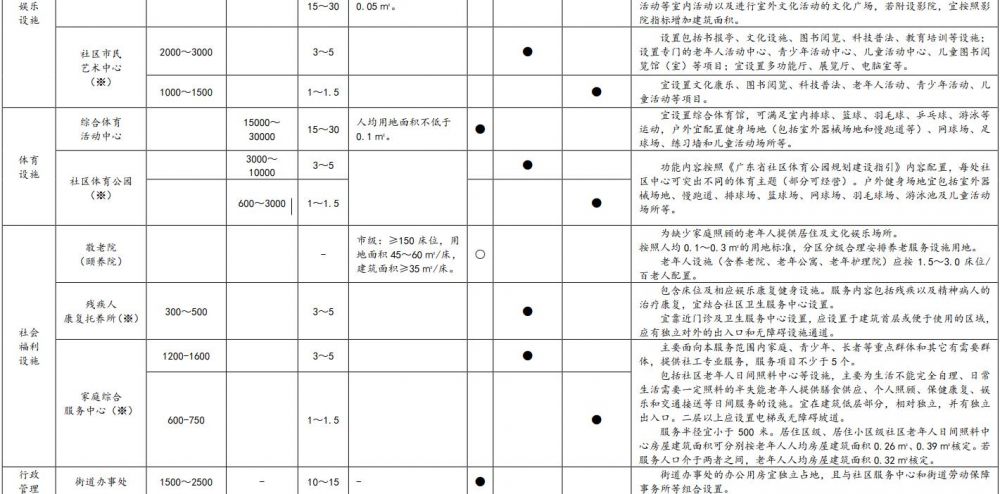 娱乐
设施
15～30
0.05 ㎡。
活动等室内活动以及进行室外文化活动的文化广场，若附设影院，宜按照影
院指标增加建筑面积。
社区市民
艺术中心
（※）
2000～3000
3～5
●
设置包括书报亭、文化设施、图书阅览、科技普法、教育培训等设施；
设置专门的老年人活动中心、青少年活动中心、儿童活动中心、儿童图书阅
览馆（室）等项目；宜设置多功能厅、展览厅、电脑室等。
1000～1500
1～1.5
●
宜设置文化康乐、图书阅览、科技普法、老年人活动、青少年活动、儿
童活动等项目。
体育
设施
综合体育
活动中心
15000～
30000
15～30
人均用地面积不低于
0.1 ㎡。
●
宜设置综合体育馆，可满足室内排球、篮球、羽毛球、乒乓球、游泳等
运动，户外宜配置健身场地（包括室外器械场地和慢跑道等）、网球场、足
球场、练习墙和儿童活动场所等。
社区体育公园
（※）
3000～
10000
3～5
●
600～3000
1～1.5
●
功能内容按照《广东省社区体育公园规划建设指引》内容配置，每处社
区中心可突出不同的体育主题（部分可经营）。户外健身场地宜包括室外器
械场地、慢跑道、排球场、篮球场、网球场、羽毛球场、游泳池及儿童活动
场所等。
社会
福利
设施
敬老院
（颐养院）
-
市级：≥150 床位，用
地面积 45～60 ㎡/床，
建筑面积≥35 ㎡/床。
○
为缺少家庭照顾的老年人提供居住及文化娱乐场所。
按照人均 0.1～0.3 ㎡的用地标准，分区分级合理安排养老服务设施用地。
老年人设施（含养老院、老年公寓、老年护理院）应按 1.5～3.0 床位/
百老人配置。
残疾人
康复托养所（※）
300～500
3～5
●
包含床位及相应娱乐康复健身设施。服务内容包括残疾以及精神病人的
治疗康复，宜结合社区卫生服务中心设置。
宜靠近门诊及卫生服务中心设置，应设置于建筑首层或便于使用的区域，
应有独立对外的出入口和无障碍设施通道。
家庭综合
服务中心（※）
1200-1600
3～5
●
主要面向本服务范围内家庭、青少年、长者等重点群体和其它有需要群
体，提供社工专业服务，服务项目不少于 5 个。
600-750
1～1.5
●
包括社区老年人日间照料中心等设施，主要为生活不能完全自理、日常
生活需要一定照料的半失能老年人提供膳食供应、个人照顾、保健康复、娱
乐和交通接送等日间服务的设施。宜在建筑低层部分，相对独立，并有独立
出入口。二层以上应设置电梯或无障碍坡道。
服务半径宜小于 500 米。居住区级、居住小区级社区老年人日间照料中
心房屋建筑面积可分别按老年人人均房屋建筑面积 0.26 ㎡、0.39 ㎡核定。若
服务人口介于两者之间，老年人人均房屋建筑面积 0.32 ㎡核定。
行政
管理
街道办事处
1500～2500
-
10～15
-
●
街道办事处的办公用房宜独立占地，且与社区服务中心和街道劳动保障
事务所等组合设置。